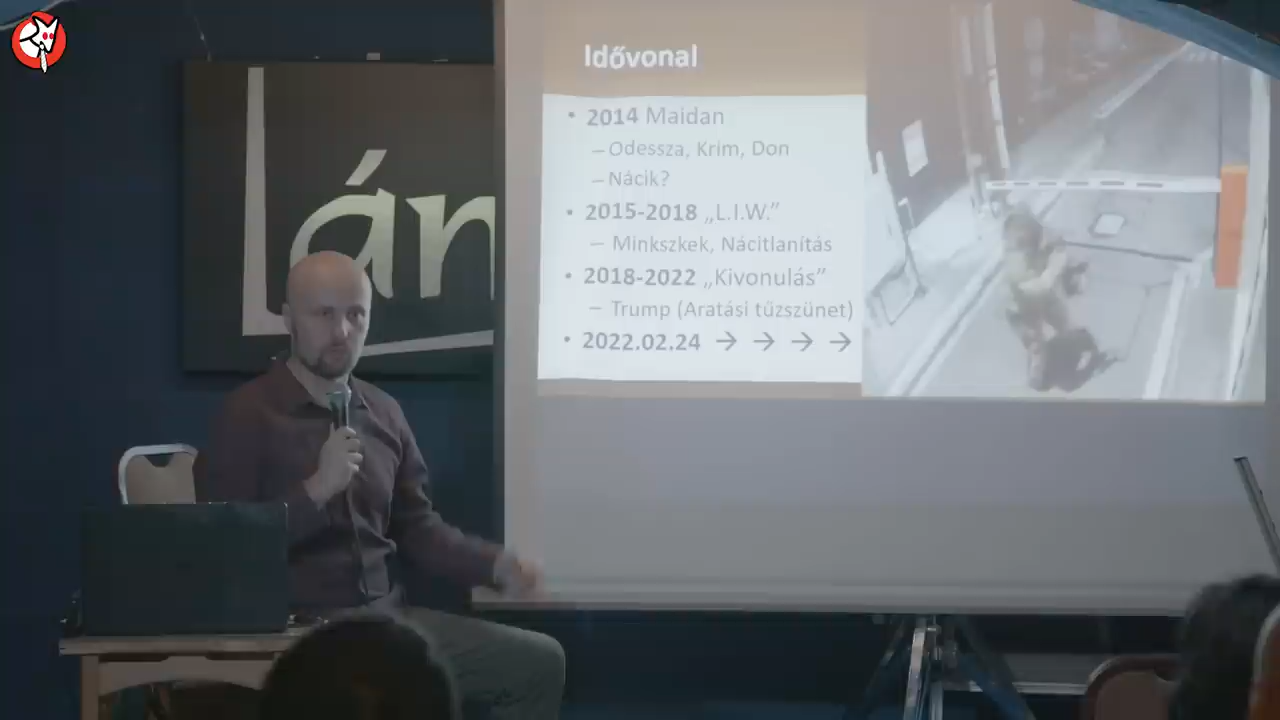 Lán
Idővonal
• 2014 Maidan
– Odessza, Krim, Don
– Nácik?
• 2015-2018 „L.I.W.”
– Minkszkek, Nácitlanítás
• 2018-2022 „Kivonulás”
– Trump (Aratási tűzszünet)
• 2022.02.24 → → → →